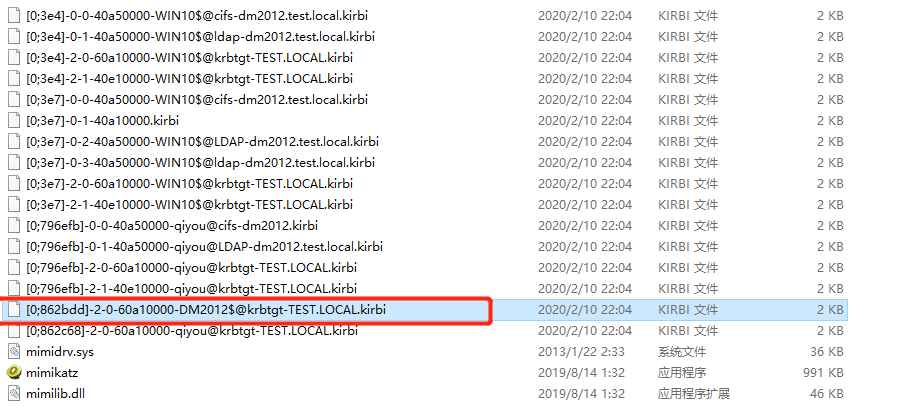 [0;3e4]-0-0-40a50000-WIN10$@cifs-dm2012.test.local.kirbi 2020/2/10 22:04 KIRBI 文件 2 KB
[0;3e4]-0-1-40a50000-WIN10$@ldap-dm2012.test.local.kirbi 2020/2/10 22:04 KIRBI 文件 2 KB
[0;3e4]-2-0-60a10000-WIN10$@krbtgt-TEST.LOCAL.kirbi 2020/2/10 22:04 KIRBI 文件 2 KB
[0;3e4]-2-1-40e10000-WIN10$@krbtgt-TEST.LOCAL.kirbi 2020/2/10 22:04 KIRBI 文件 2 KB
[0;3e7]-0-0-40a50000-WIN10$@cifs-dm2012.test.local.kirbi 2020/2/10 22:04 KIRBI 文件 2 KB
[0;3e7]-0-1-40a10000.kirbi 2020/2/10 22:04 KIRBI 文件 2 KB
[0;3e7]-0-2-40a50000-WIN10$@LDAP-dm2012.test.local.kirbi 2020/2/10 22:04 KIRBI 文件 2 KB
[0;3e7]-0-3-40a50000-WIN10$@ldap-dm2012.test.local.kirbi 2020/2/10 22:04 KIRBI 文件 2 KB
[0;3e7]-2-0-60a10000-WIN10$@krbtgt-TEST.LOCAL.kirbi 2020/2/10 22:04 KIRBI 文件 2 KB
[0;3e7]-2-1-40e10000-WIN10$@krbtgt-TEST.LOCAL.kirbi 2020/2/10 22:04 KIRBI 文件 2 KB
[0;796efb]-0-0-40a50000-qiyou@cifs-dm2012.kirbi 2020/2/10 22:04 KIRBI 文件 2 KB
[0;796efb]-0-1-40a50000-qiyou@LDAP-dm2012.test.local.kirbi 2020/2/10 22:04 KIRBI 文件 2 KB
[0;796efb]-2-0-60a10000-qiyou@krbtgt-TEST.LOCAL.kirbi 2020/2/10 22:04 KIRBI 文件 2 KB
[0;796efb]-2-1-40e10000-qiyou@krbtgt-TEST.LOCAL.kirbi 2020/2/10 22:04 KIRBI 文件 2 KB
[0;862bdd]-2-0-60a10000-DM2012$@krbtgt-TEST.LOCAL.kirbi 2020/2/10 22:04 KIRBI 文件 2 KB
[0;862c68]-2-0-60a10000-qiyou@krbtgt-TEST.LOCAL.kirbi 2020/2/10 22:04 KIRBI 文件 2 KB
mimidrv.sys 2013/1/22 2:33 系统文件 36 KB
mimikatz 2019/8/14 1:32 应用程序 991 KB
mimilib.dll 2019/8/14 1:32 应用程序扩展 46 KB